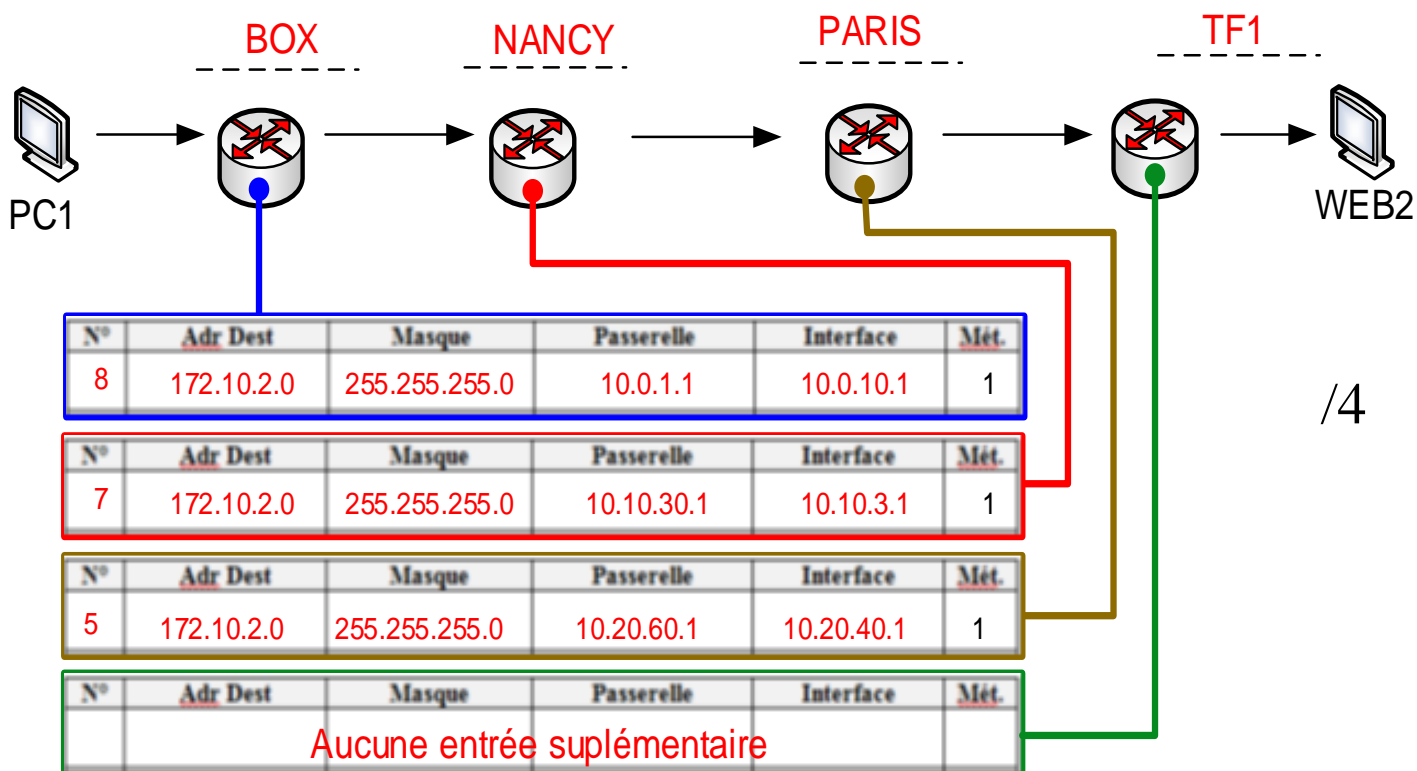 BOX NANCY PARIS TF1
PC1 WEB2
N° Adr Dest Masque Passerelle Interface Mét.
8 172.10.2.0 255.255.255.0 10.0.1.1 10.0.10.1 1
/4
N° Adr Dest Masque Passerelle Interface Mét.
7 172.10.2.0 255.255.255.0 10.10.30.1 10.10.3.1 1
N° Adr Dest Masque Passerelle Interface Mét.
5 172.10.2.0 255.255.255.0 10.20.60.1 10.20.40.1 1
N° Adr Dest Masque Passerelle Interface Mét.
Aucune entrée suplémentaire